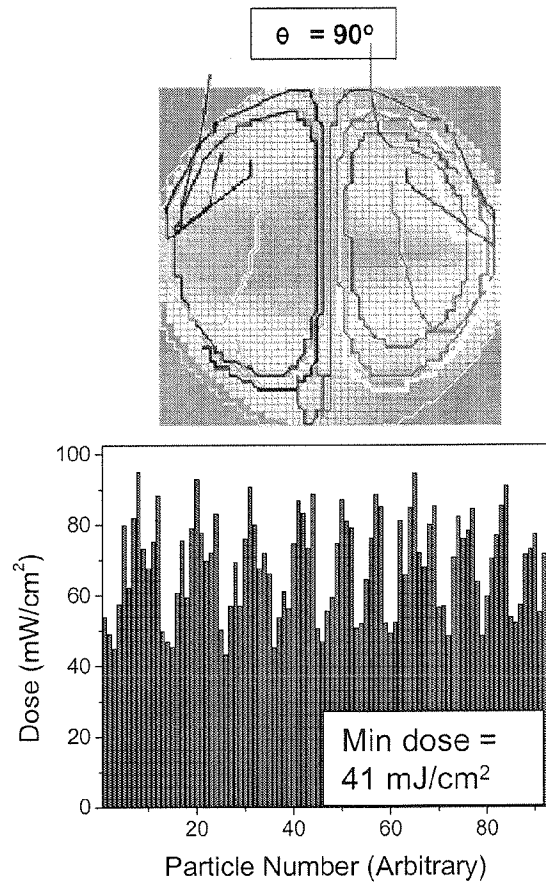 θ = 90º
100
80
60
40
20
0
Dose (mW/cm²)
Min dose =
41 mJ/cm²
20
40
60
80
Particle Number (Arbitrary)